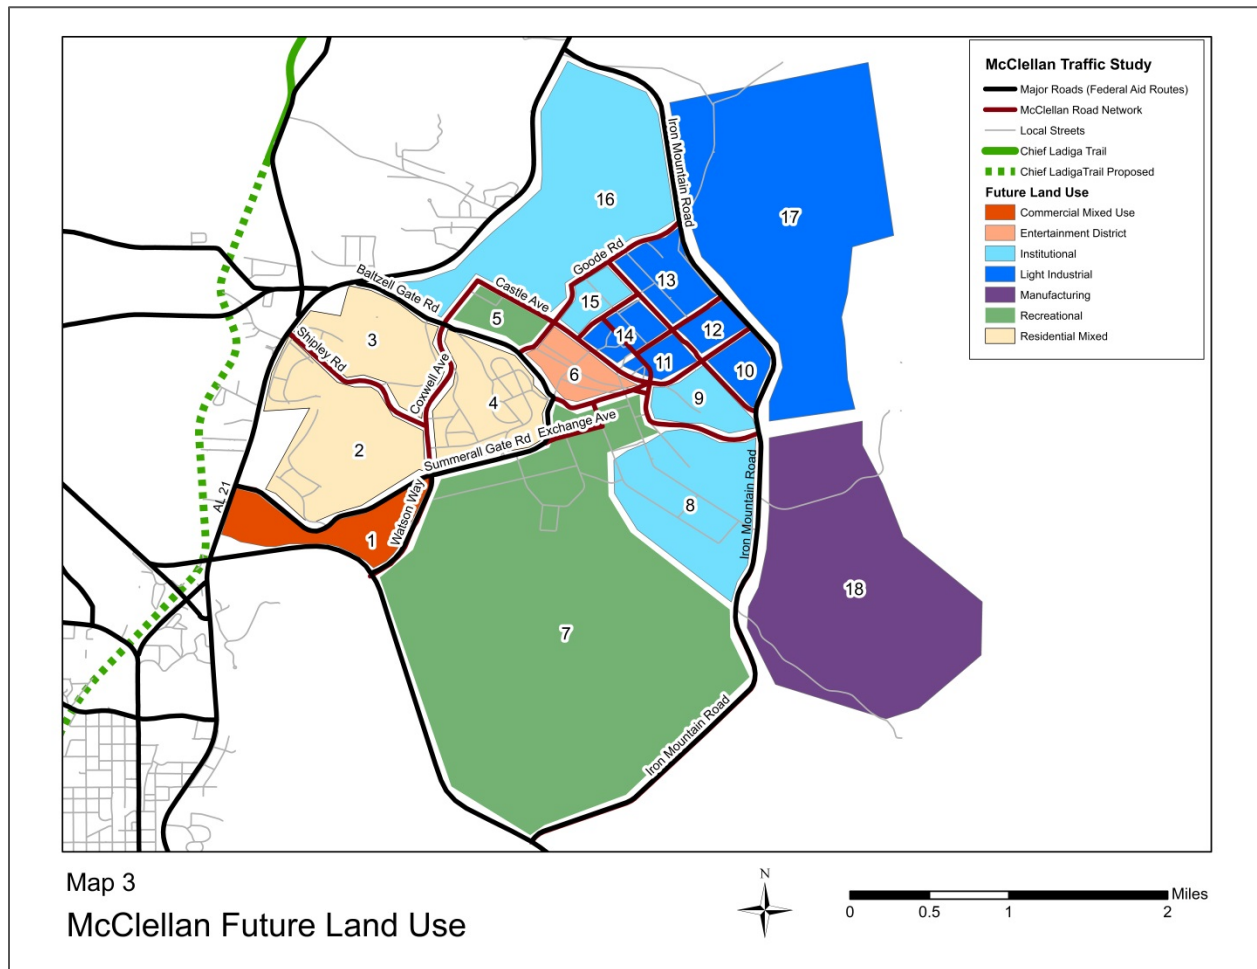 McClellan Traffic Study
Major Roads (Federal Aid Routes)
McClellan Road Network
Local Streets
Chief Ladiga Trail
Chief LadigaTrail Proposed
Future Land Use
Commercial Mixed Use
Entertainment District
Institutional
Light Industrial
Manufacturing
Recreational
Residential Mixed
Iron Mountain Road
16
17
Goode Rd
Baltzell Gate Rd
Castle Ave
13
15
5
12
14
Shipley Rd
3
11
10
6
Coxwell Ave
9
4
Exchange Ave
2
Summerall Gate Rd
AL 21
Watson Way
8
Iron Mountain Road
1
18
7
Iron Mountain Road
Map 3
McClellan Future Land Use
N
Miles
0 0.5 1 2